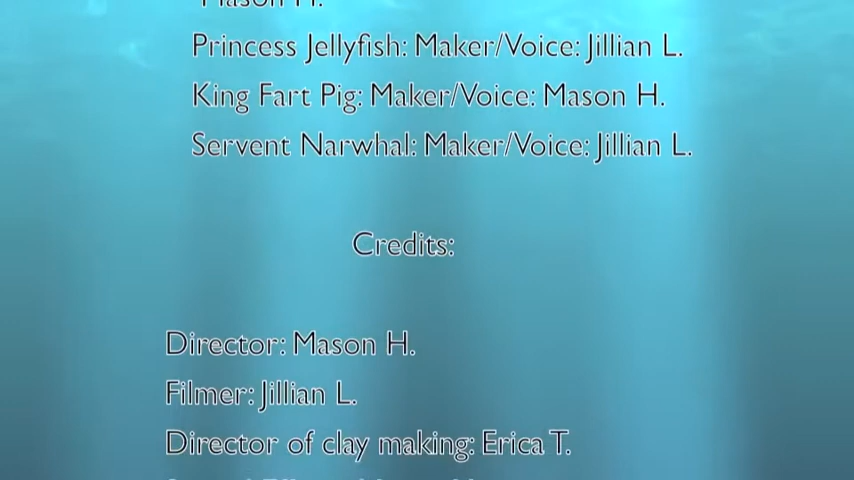 Mason H.
Princess Jellyfish: Maker/Voice: Jillian L.
King Fart Pig: Maker/Voice: Mason H.
Servent Narwhal: Maker/Voice: Jillian L.
Credits:
Director: Mason H.
Filmer: Jillian L.
Director of clay making: Erica T.